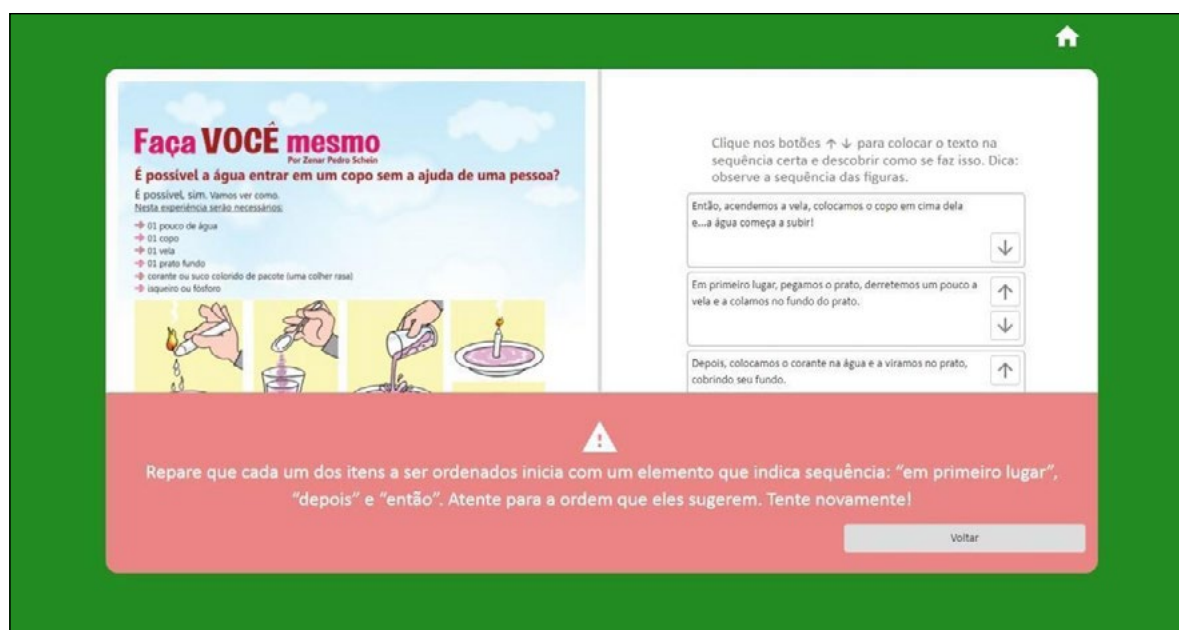 Faça VOCÊ mesmo
Por Zenar Pedro Schein
É possível a água entrar em um copo sem a ajuda de uma pessoa?
É possível, sim. Vamos ver como.
Nesta experiência serão necessários:
01 pouco de água
01 copo
01 vela
01 prato fundo
corante ou suco colorido de pacote (uma colher rasa)
isqueiro ou fósforo
Clique nos botões ↑ ↓ para colocar o texto na
sequência certa e descobrir como se faz isso. Dica:
observe a sequência das figuras.
Então, acendemos a vela, colocamos o copo em cima dela
e...a água começa a subir!
Em primeiro lugar, pegamos o prato, derretemos um pouco a
vela e a colamos no fundo do prato.
Depois, colocamos o corante na água e a viramos no prato,
cobrindo seu fundo.
Repare que cada um dos itens a ser ordenados inicia com um elemento que indica sequência: “em primeiro lugar”,
“depois” e “então”. Atente para a ordem que eles sugerem. Tente novamente!
Voltar